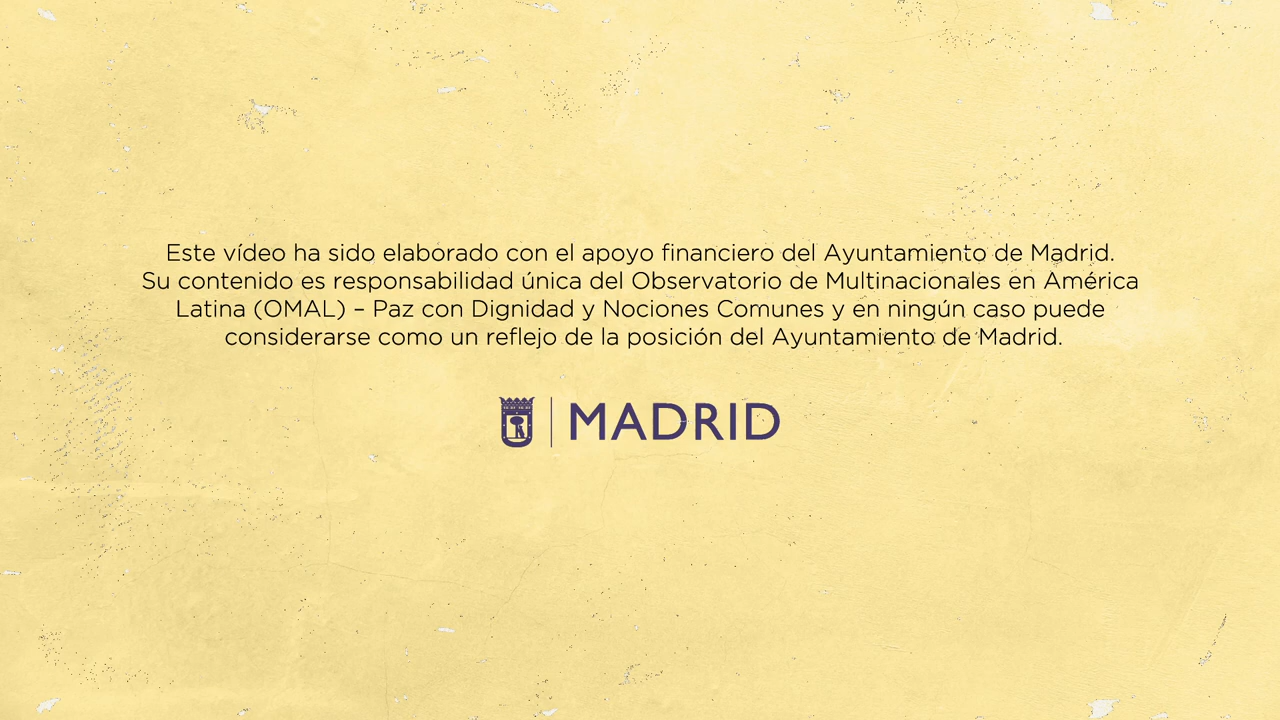 Este vídeo ha sido elaborado con el apoyo financiero del Ayuntamiento de Madrid.
Su contenido es responsabilidad única del Observatorio de Multinacionales en América
Latina (OMAL) – Paz con Dignidad y Nociones Comunes y en ningún caso puede
considerarse como un reflejo de la posición del Ayuntamiento de Madrid.
MADRID